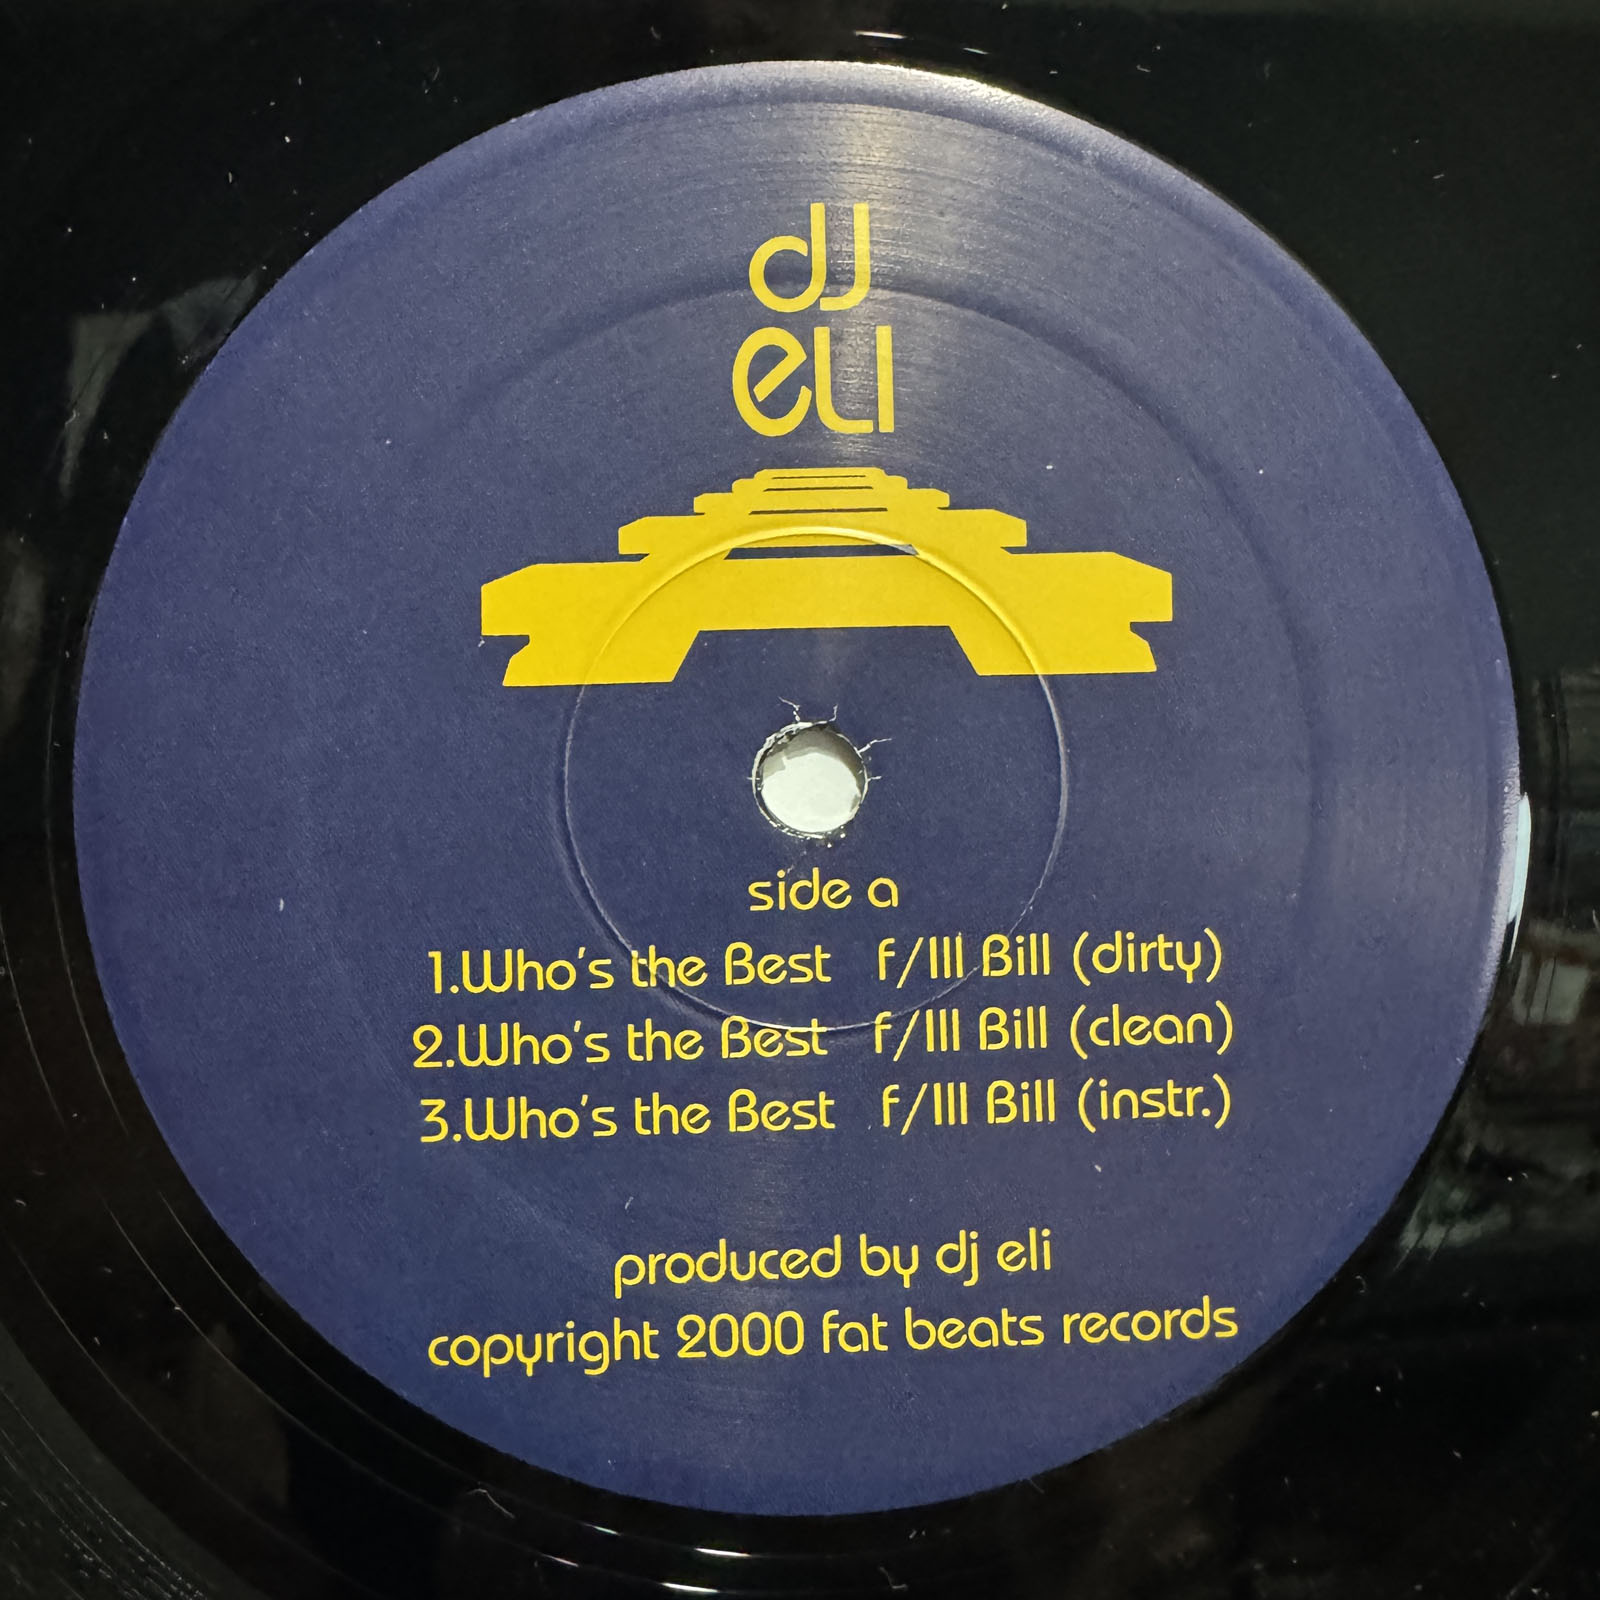 dJ
eLI
side a
1.Who's the Best f/Ill Bill (dirty)
2.Who's the Best f/Ill Bill (clean)
3.Who's the Best f/Ill Bill (instr.)
produced by dj eli
copyright 2000 fat beats records